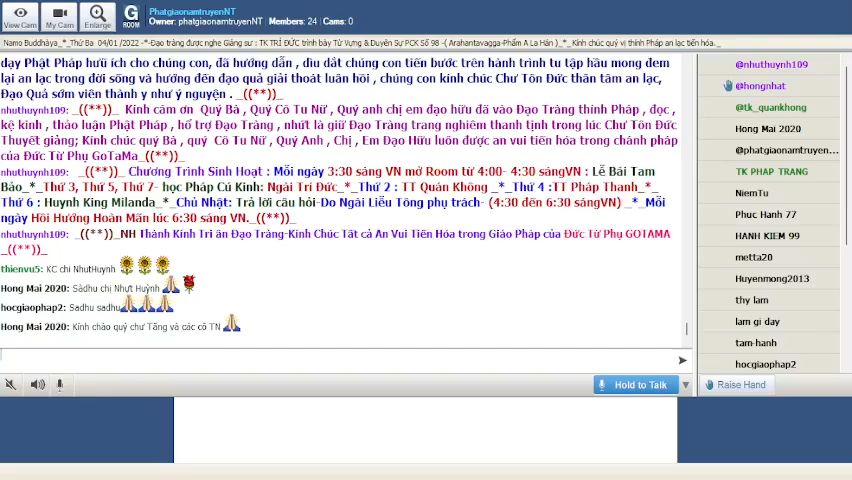 PhatgiaonamtruyenNT
Owner: phatgiaonamtruyenNT | Members: 24 | Cams: 0
View Cam
My Cam
Enlarge
G
ROOM
Namo Buddhàya_*_Thứ Ba 04/01 /2022 -*-Đạo tràng được nghe Giảng sư : TK TRÍ ĐỨC trình bày Từ Vựng &Duyên Sự PCK Số 98 -( Arahantavagga-Phẩm A La Hán )_*_ Kính chúc quý vị thính Pháp an lạc tiến hóa._
dạy Phật Pháp hưũ ích cho chúng con, đã hướng dẫn , dìu dắt chúng con tiến bước trên hành trình tu tập hầu mong đem
lại an lạc trong đời sống và hướng đến đạo quả giải thoát luân hồi , chúng con kính chúc Chư Tôn Đức thân tâm an lạc,
Đạo Quả sớm viên thành y như ý nguyện . _((**))_
nhuthuynh109: _((**))_ Kính cám ơn Quý Bà , Quý Cô Tu Nữ , Quý anh chị em đạo hữu đã vào Đạo Tràng thính Pháp , đọc ,
kệ kinh , thảo luận Phật Pháp , hổ trợ Đạo Tràng , nhứt là giữ Đạo Tràng trang nghiêm thanh tịnh trong lúc Chư Tôn Đức
Thuyết giảng; Kính chúc quý Bà , quý Cô Tu Nữ , Quý Anh , Chị , Em Đạo Hữu luôn được an vui tiến hóa trong chánh pháp
của Đức Từ Phụ GoTaMa_((**))_
nhuthuynh109: _((**))_ Chương Trình Sinh Hoạt : Mỗi ngày 3:30 sáng VN mở Room từ 4:00- 4:30 sángVN : Lễ Bái Tam
Bảo_*_Thứ 3, Thứ 5, Thứ 7- học Pháp Cú Kinh: Ngài Trí Đức_*_Thứ 2 : TT Quán Không _*_Thứ 4 :TT Pháp Thanh_*_
Thứ 6 : Huynh King Milanda_*_Chủ Nhật: Trả lời câu hỏi-Do Ngài Liễu Tông phụ trách- (4:30 đến 6:30 sángVN) _*_Mỗi
ngày Hồi Hướng Hoàn Mãn lúc 6:30 sáng VN._((**))_
nhuthuynh109: _((**))_NH Thành Kính Tri ân Đạo Tràng-Kính Chúc Tất cả An Vui Tiến Hóa trong Giáo Pháp của Đức Từ Phụ GOTAMA
_((**))_
thienvu5: KC chi NhutHuynh
Hong Mai 2020: Sàdhu chị Nhựt Huỳnh
hocgiaophap2: Sadhu sadhu
Hong Mai 2020: Kính chào quý chư Tăng và các cô TN
Hold to Talk
Raise Hand
@nhuthuynh109
@hongnhat
@tk_quankhong
Hong Mai 2020
@phatgiaonamtruyen...
TK PHAP TRANG
NiemTu
Phuc Hanh 77
HANH KIEM 99
metta20
Huyenmong2013
thy lam
lam gi day
tam-hanh
hocgiaophap2